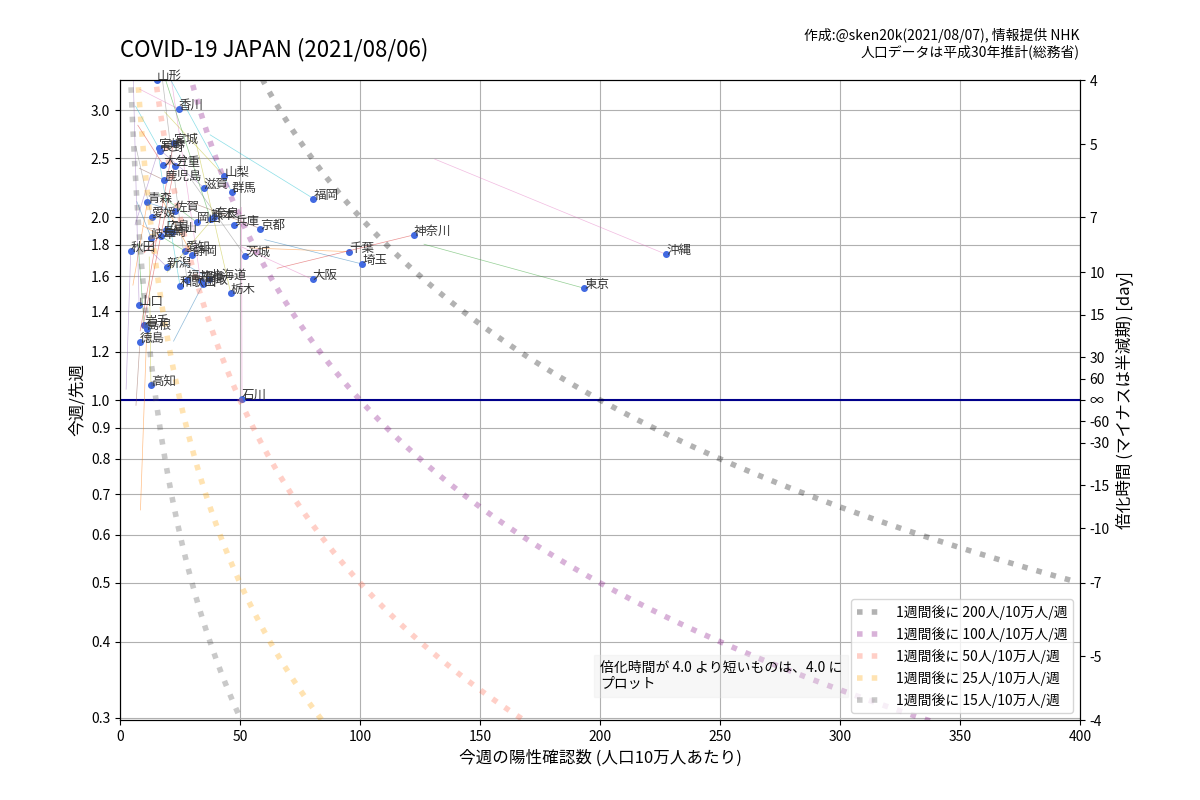 COVID-19 JAPAN (2021/08/06)
作成:@sken20k(2021/08/07), 情報提供 NHK
人口データは平成30年推計(総務省)
山形
香川
宮城
長野
大分
三重
鹿児島
山梨
滋賀
群馬
福岡
青森
愛媛
佐賀
岡山
奈良
兵庫
京都
神奈川
沖縄
秋田
岐阜
愛知
静岡
茨城
千葉
埼玉
新潟
北海道
大阪
東京
栃木
山口
岩手
島根
徳島
高知
石川
3.0
2.5
2.0
1.8
1.6
1.4
1.2
1.0
0.9
0.8
0.7
0.6
0.5
0.4
0.3
今週/先週
4
5
7
10
15
30
60
∞
-60
-30
-15
-10
-7
-5
-4
倍化時間 (マイナスは半減期) [day]
1週間後に 200人/10万人/週
1週間後に 100人/10万人/週
1週間後に 50人/10万人/週
1週間後に 25人/10万人/週
1週間後に 15人/10万人/週
倍化時間が 4.0 より短いものは、4.0 に
プロット
0 50 100 150 200 250 300 350 400
今週の陽性確認数 (人口10万人あたり)